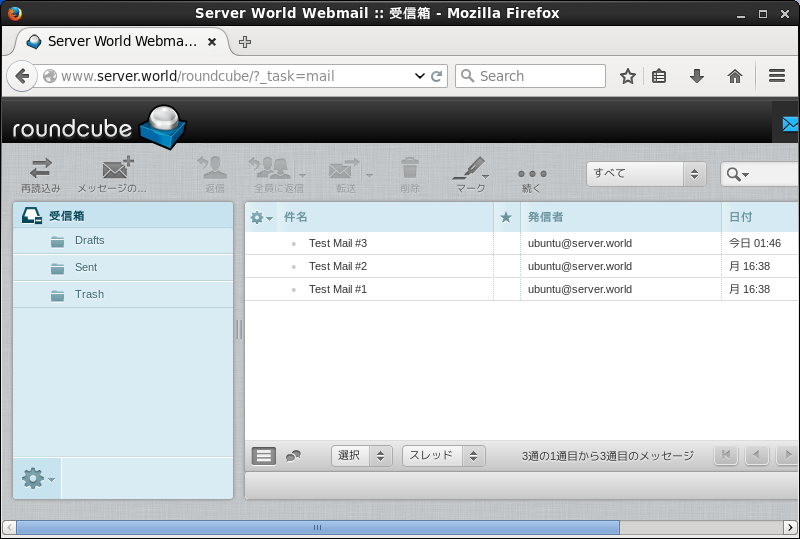 Server World Webmail :: 受信箱 - Mozilla Firefox
Server World Webma...
www.server.world/roundcube/?_task=mail
Search
roundcube
再読込み
メッセージの...
返信
全員に返信
転送
削除
マーク
続く
すべて
受信箱
Drafts
Sent
Trash
件名
発信者
日付
Test Mail #3 ubuntu@server.world 今日 01:46
Test Mail #2 ubuntu@server.world 月 16:38
Test Mail #1 ubuntu@server.world 月 16:38
選択
スレッド
3通の1通目から3通目のメッセージ